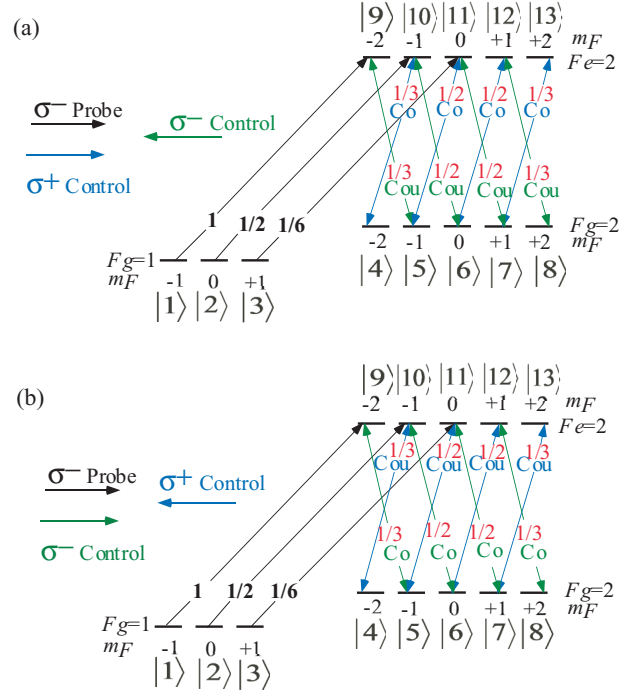 (a)
|9⟩ |10⟩ |11⟩ |12⟩ |13⟩
-2 -1 0 +1 +2 mF
Fe=2
σ− Probe
σ− Control
σ+ Control
1/3 1/2 1/2 1/3
Co Co Co Co
1/3 1/2 1/2 1/3
Cou Cou Cou Cou
1 1/2 1/6
Fg=2
-2 -1 0 +1 +2
mF
|4⟩ |5⟩ |6⟩ |7⟩ |8⟩
Fg=1
mF -1 0 +1
|1⟩ |2⟩ |3⟩
(b)
|9⟩ |10⟩ |11⟩ |12⟩ |13⟩
-2 -1 0 +1 +2 mF
Fe=2
σ− Probe
σ+ Control
σ− Control
1/3 1/2 1/2 1/3
Cou Cou Cou Cou
1/3 1/2 1/2 1/3
Co Co Co Co
1 1/2 1/6
Fg=2
-2 -1 0 +1 +2 mF
|4⟩ |5⟩ |6⟩ |7⟩ |8⟩
Fg=1
mF -1 0 +1
|1⟩ |2⟩ |3⟩